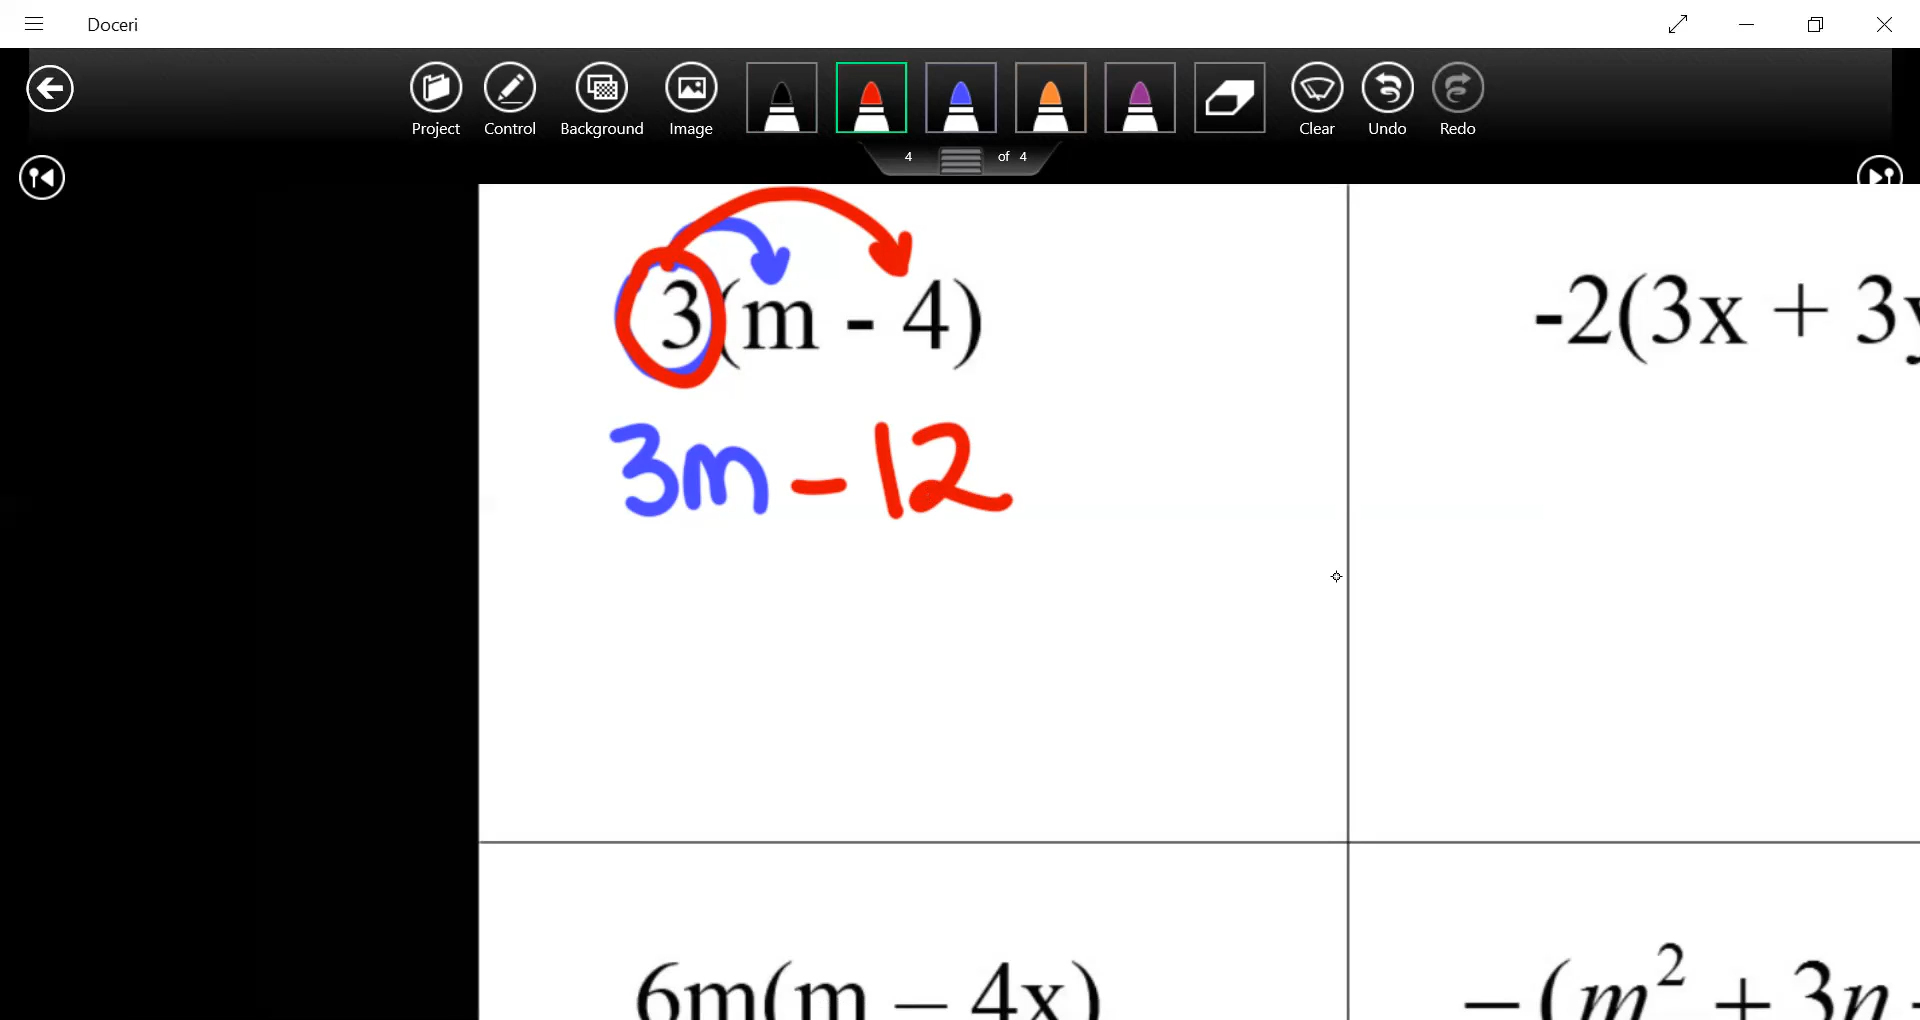 Doceri
Project Control Background Image Clear Undo Redo
4 of 4
3(m - 4)
3m - 12
-2(3x + 3y
6m(m – 4x)
– (m² + 3n